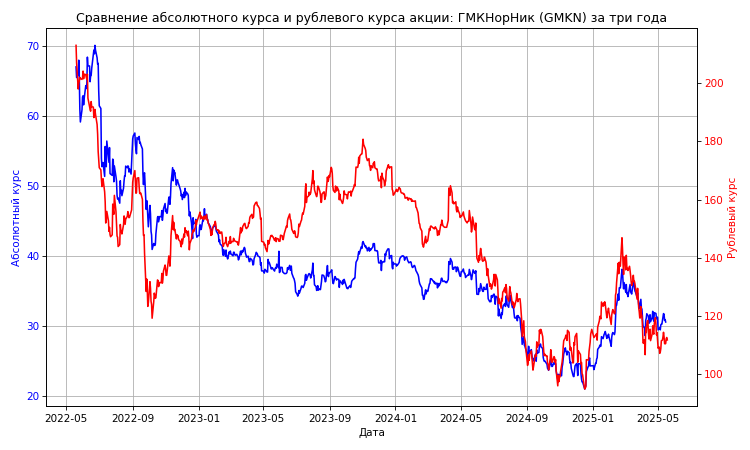 Сравнение абсолютного курса и рублевого курса акции: ГМКНорНик (GMKN) за три года
70
60
50
40
30
20
Абсолютный курс
200
180
160
140
120
100
Рублевый курс
2022-05 2022-09 2023-01 2023-05 2023-09 2024-01 2024-05 2024-09 2025-01 2025-05
Дата